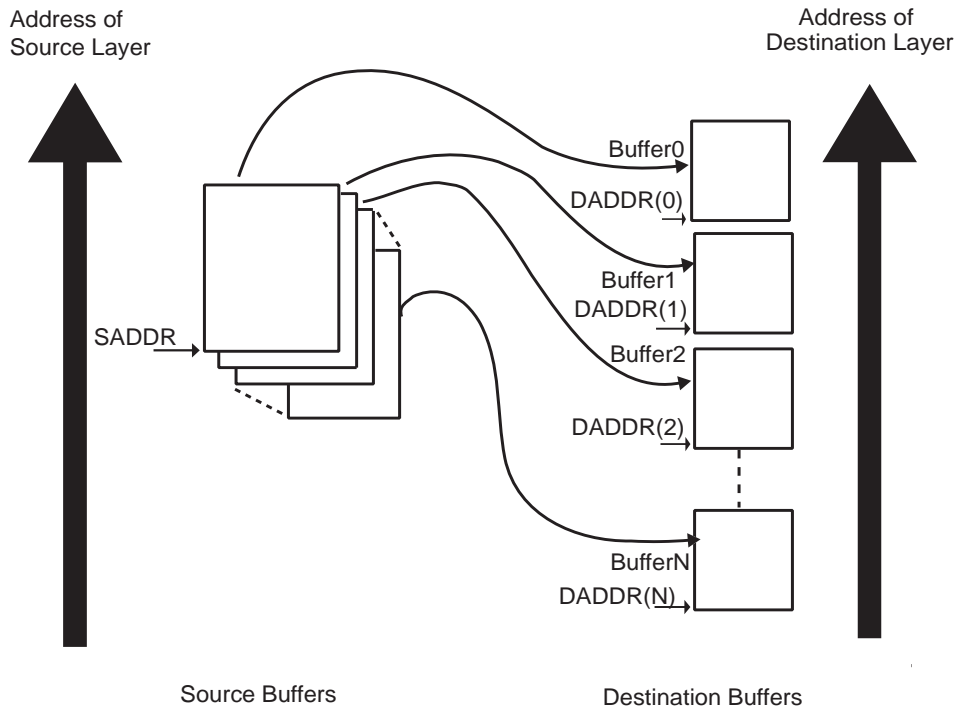 Address of
Source Layer
Address of
Destination Layer
Buffer0
DADDR(0)
Buffer1
DADDR(1)
SADDR
Buffer2
DADDR(2)
BufferN
DADDR(N)
Source Buffers
Destination Buffers